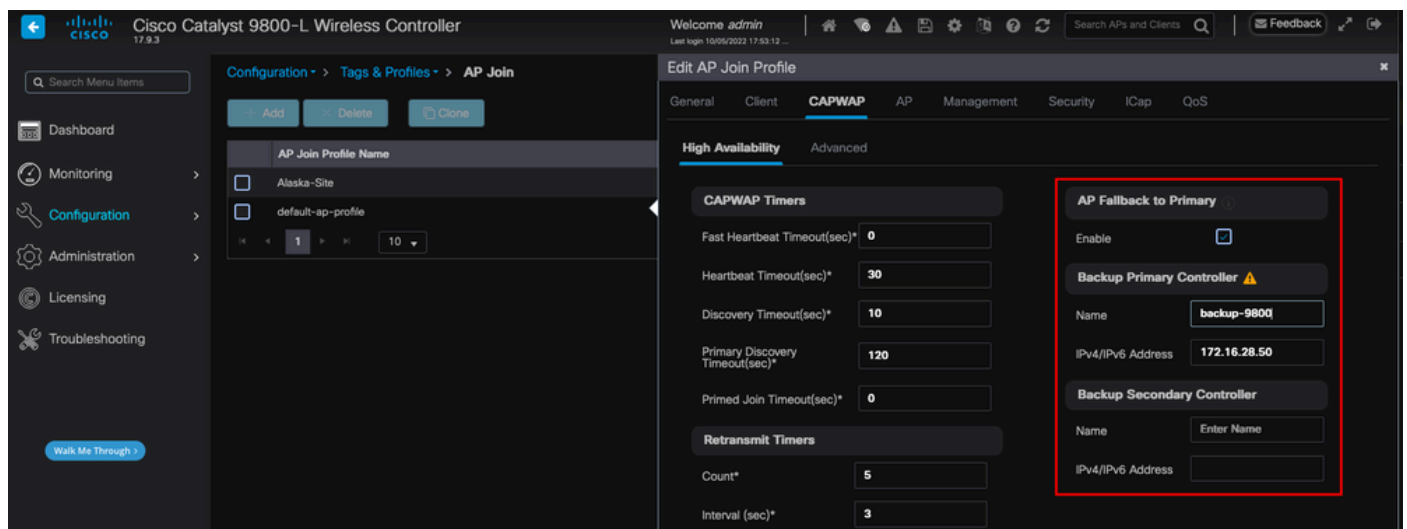 Cisco Catalyst 9800-L Wireless Controller
CISCO
17.9.3
Welcome admin
Last login 10/05/2022 17:53:12 ...
Search APs and Clients
Feedback
Search Menu Items
Dashboard
Monitoring
Configuration
Administration
Licensing
Troubleshooting
Walk Me Through >
Configuration > Tags & Profiles > AP Join
+ Add
× Delete
Clone
AP Join Profile Name
Alaska-Site
default-ap-profile
1
10
Edit AP Join Profile
General Client CAPWAP AP Management Security ICap QoS
High Availability Advanced
CAPWAP Timers
Fast Heartbeat Timeout(sec)* 0
Heartbeat Timeout(sec)* 30
Discovery Timeout(sec)* 10
Primary Discovery
Timeout(sec)* 120
Primed Join Timeout(sec)* 0
Retransmit Timers
Count* 5
Interval (sec)* 3
AP Fallback to Primary
Enable
Backup Primary Controller
Name backup-9800
IPv4/IPv6 Address 172.16.28.50
Backup Secondary Controller
Name Enter Name
IPv4/IPv6 Address